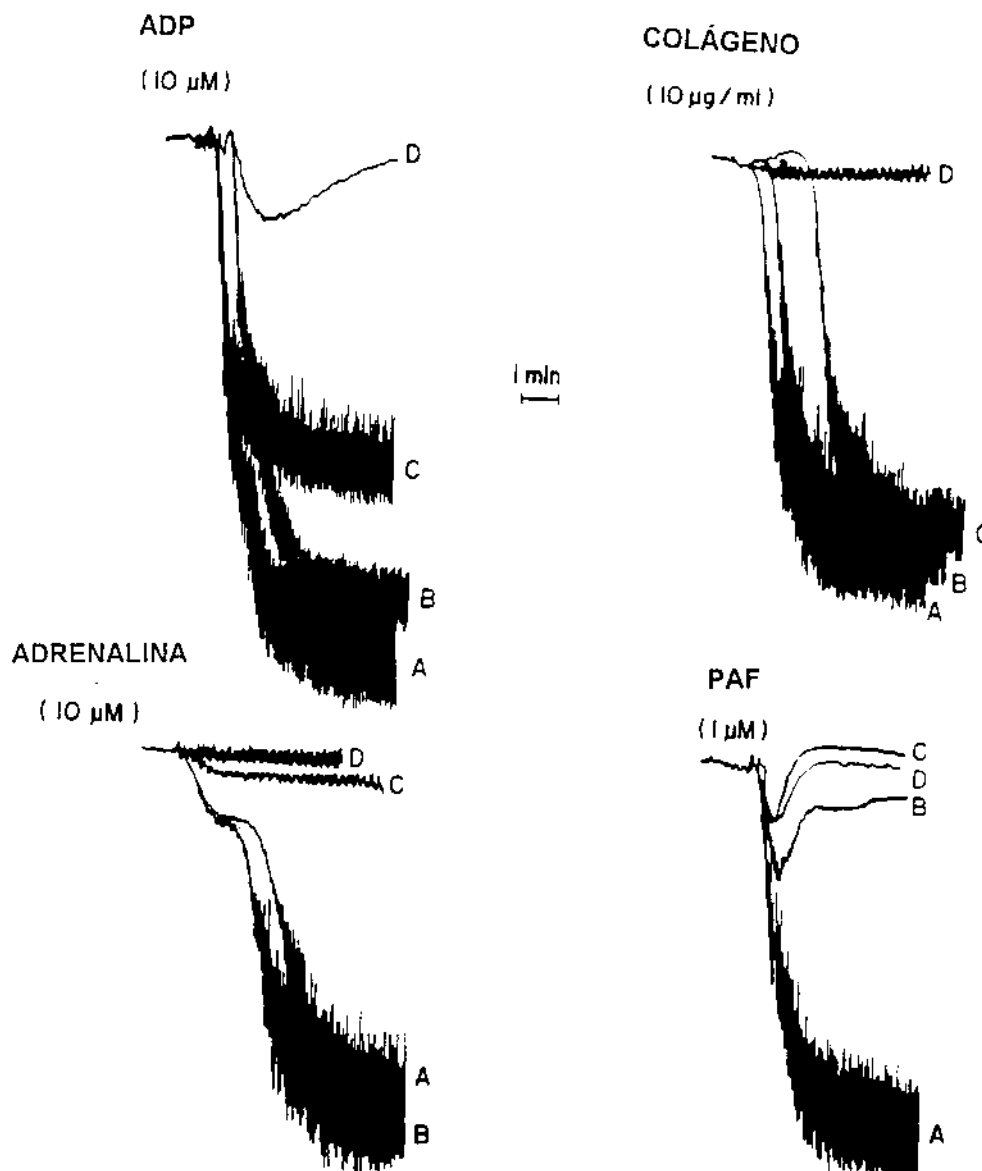 ADP
(10 µM)
D
C
B
A
COLÁGENO
(10 µg/ml)
D
C
B
A
1 min
ADRENALINA
(10 µM)
D
C
A
B
PAF
(1 µM)
C
D
B
A